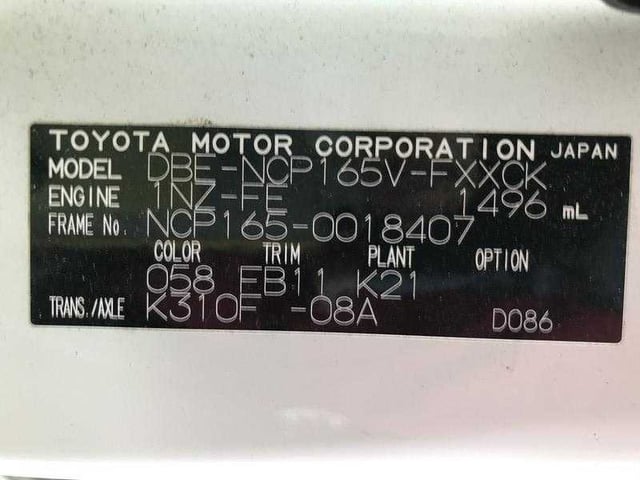 TOYOTA MOTOR CORPORATION JAPAN
MODEL DBE-NCP165V-FXXCK
ENGINE 1NZ-FE 1496 mL
FRAME No. NCP165-0018407
COLOR TRIM PLANT OPTION
058 FB11 K21
TRANS./AXLE K310F -08A D086